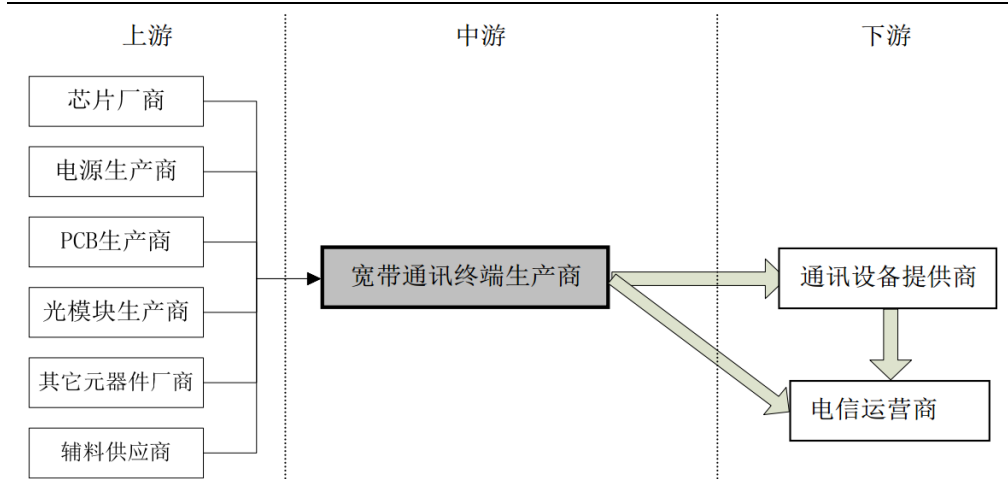 上游
中游
下游
芯片厂商
电源生产商
PCB生产商
光模块生产商
其它元器件厂商
辅料供应商
宽带通讯终端生产商
通讯设备提供商
电信运营商